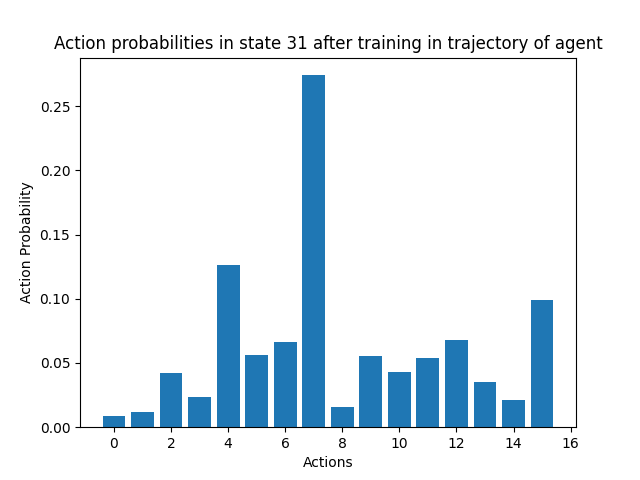 Action probabilities in state 31 after training in trajectory of agent
0.25
0.20
0.15
0.10
0.05
0.00
Action Probability
0 2 4 6 8 10 12 14 16
Actions